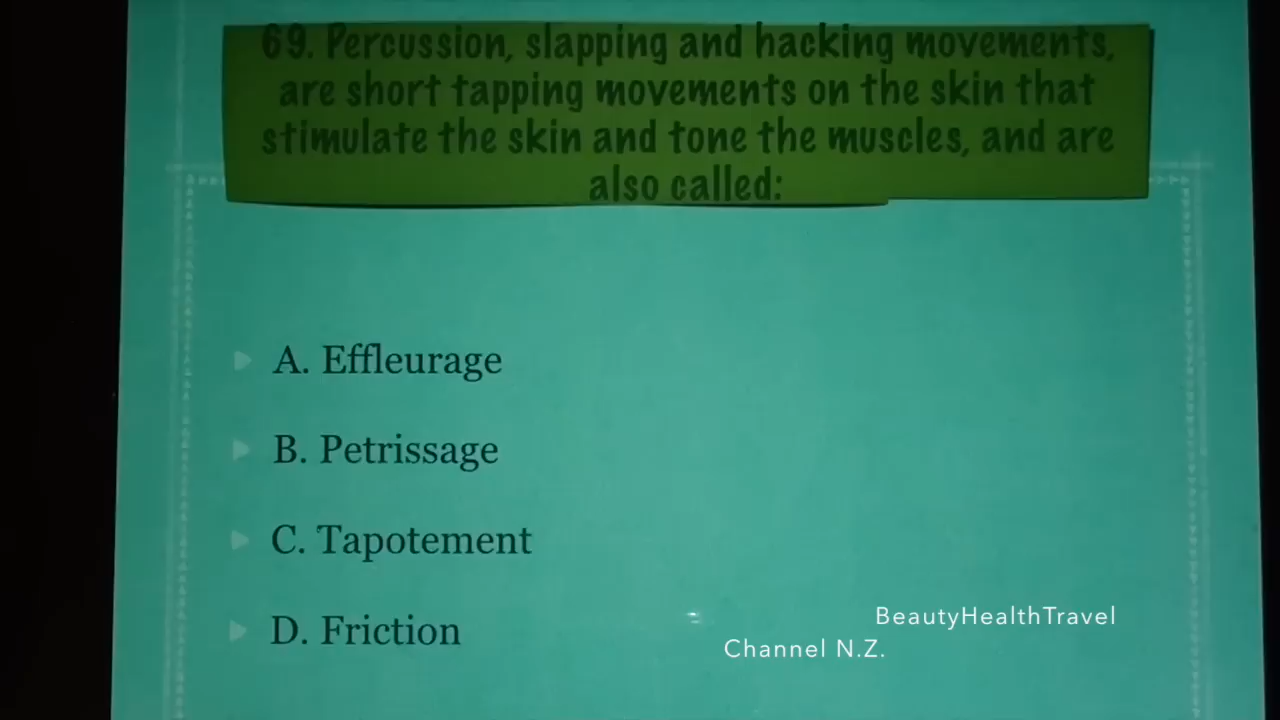 69. Percussion, slapping and hacking movements,
are short tapping movements on the skin that
stimulate the skin and tone the muscles, and are
also called:
A. Effleurage
B. Petrissage
C. Tapotement
D. Friction
BeautyHealthTravel
Channel N.Z.